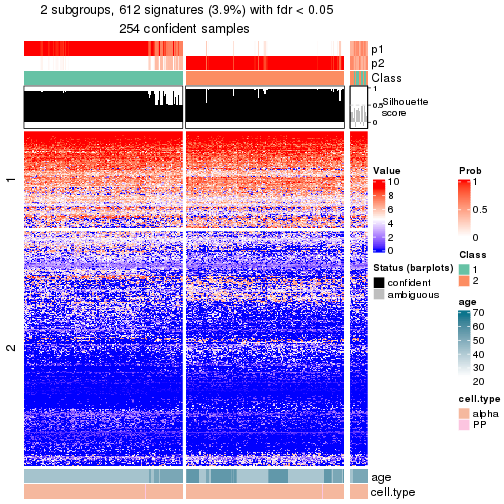 2 subgroups, 612 signatures (3.9%) with fdr < 0.05
254 confident samples
p1
p2
Class
1
0.5
0
Silhouette
score
1
2
age
cell.type
Value
10
8
6
4
2
0
Status (barplots)
confident
ambiguous
Prob
1
0.5
0
Class
1
2
age
70
60
50
40
30
20
cell.type
alpha
PP